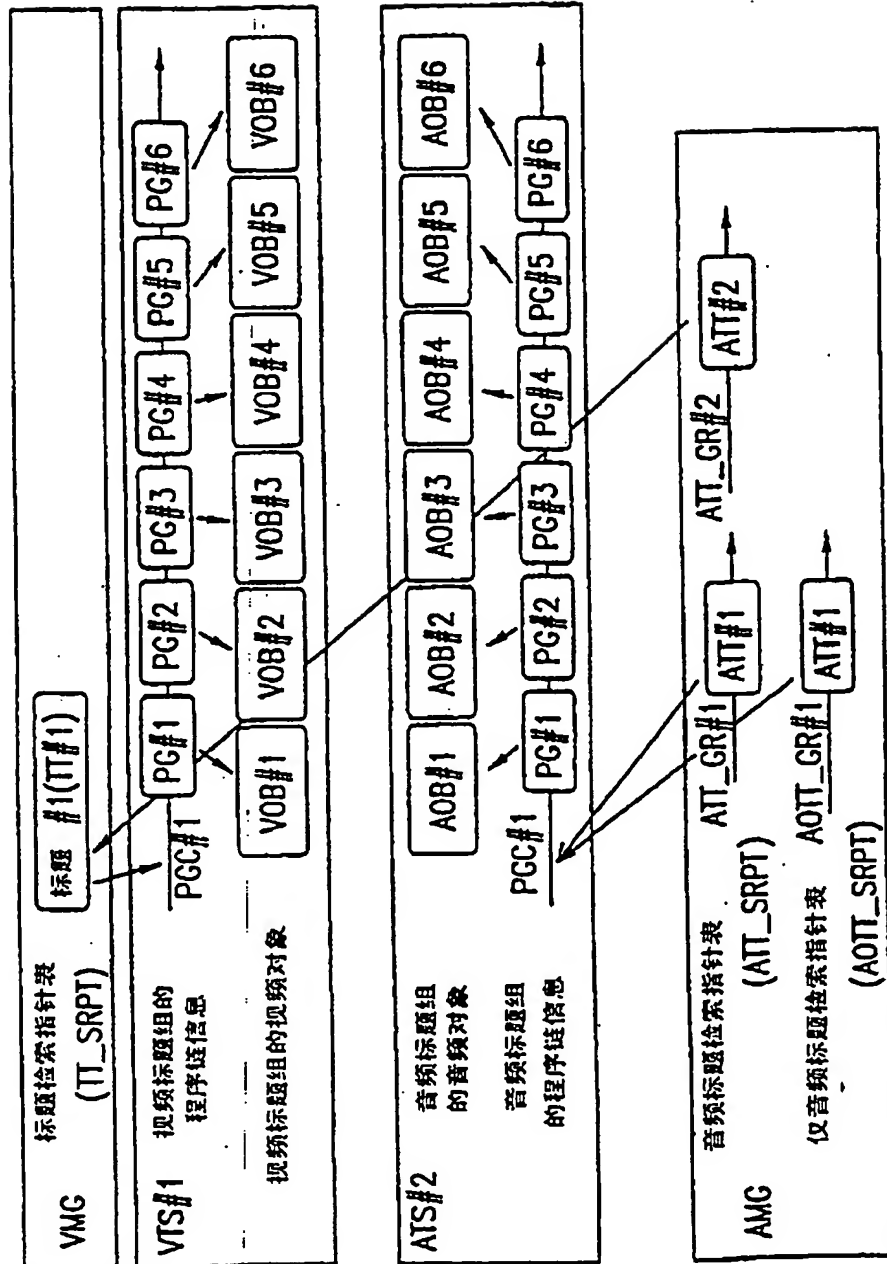 VMG
标题检索指针表
(TT_SRPT)
标题 #1(TT#1)
VTS#1
视频标题组的
程序链信息
PGC#1
PG#1
PG#2
PG#3
PG#4
PG#5
PG#6
视频标题组的视频对象
VOB#1
VOB#2
VOB#3
VOB#4
VOB#5
VOB#6
ATS#2
音频标题组
的音频对象
AOB#1
AOB#2
AOB#3
AOB#4
AOB#5
AOB#6
音频标题组
的程序链信息
PGC#1
PG#1
PG#2
PG#3
PG#4
PG#5
PG#6
AMG
音频标题检索指针表
(ATT_SRPT)
ATT_GR#1
ATT#1
ATT_GR#2
ATT#2
仅音频标题检索指针表
(AOTT_SRPT)
AOTT_GR#1
ATT#1